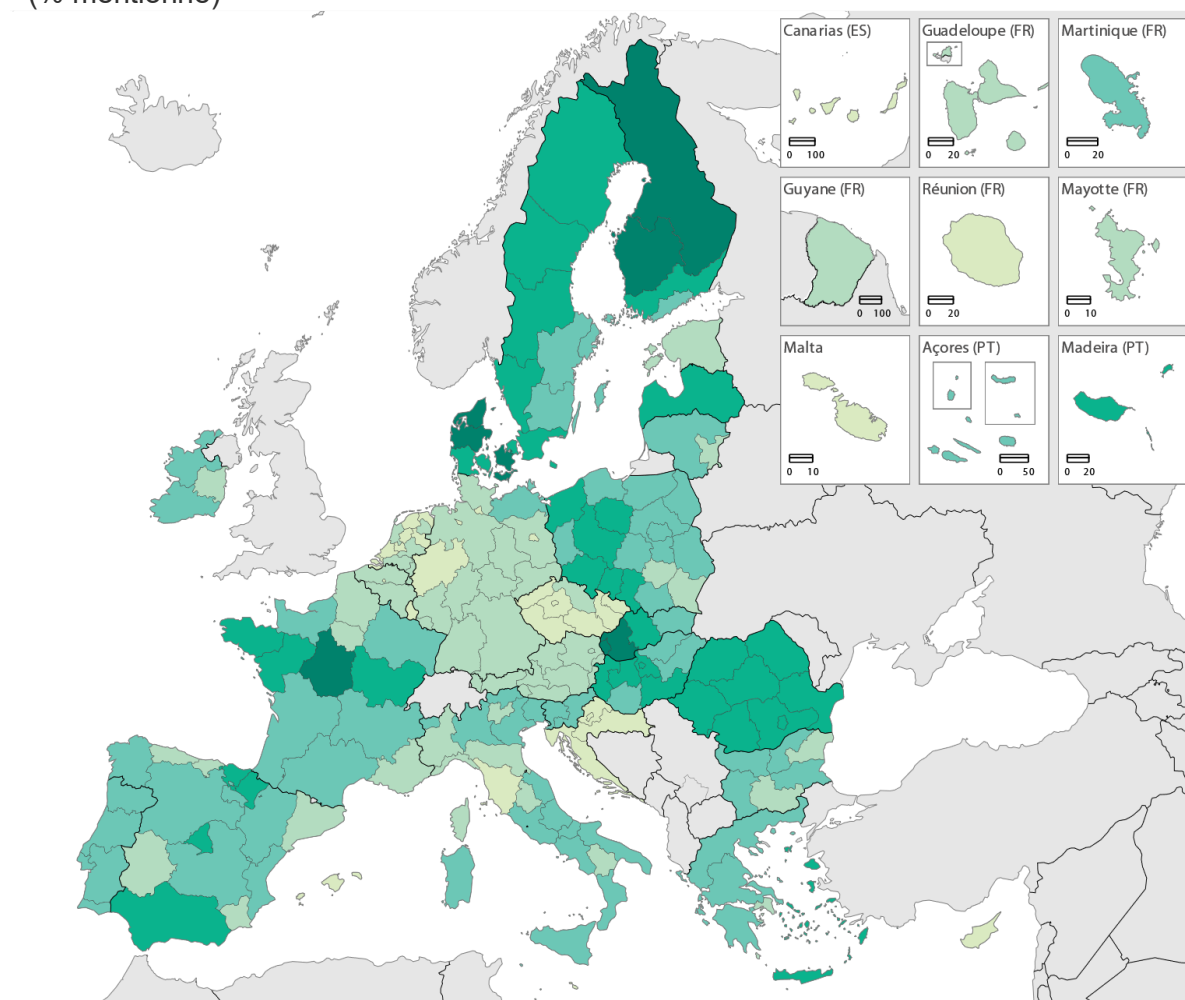 (% mentionné)
Canarias (ES)
0 100
Guadeloupe (FR)
0 20
Martinique (FR)
0 20
Guyane (FR)
0 100
Réunion (FR)
0 20
Mayotte (FR)
0 10
Malta
0 10
Açores (PT)
0 50
Madeira (PT)
0 20